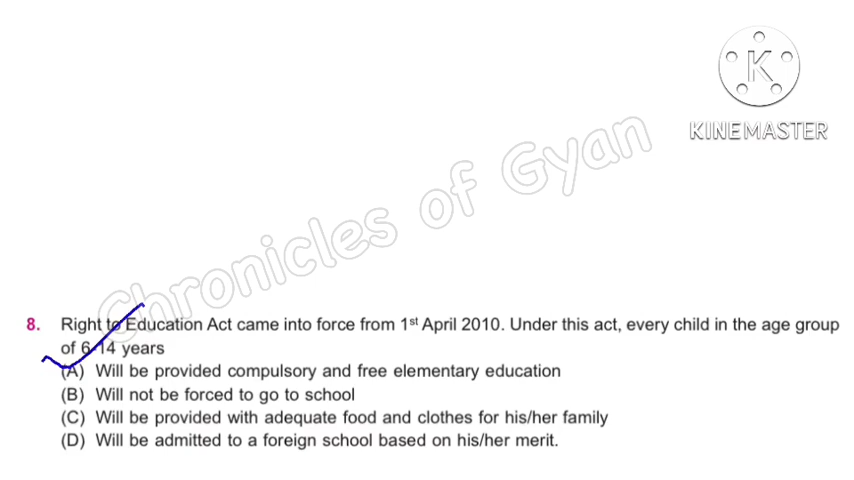 K
KINEMASTER
Chronicles of Gyan
8. Right to Education Act came into force from 1st April 2010. Under this act, every child in the age group
of 6-14 years
(A) Will be provided compulsory and free elementary education
(B) Will not be forced to go to school
(C) Will be provided with adequate food and clothes for his/her family
(D) Will be admitted to a foreign school based on his/her merit.